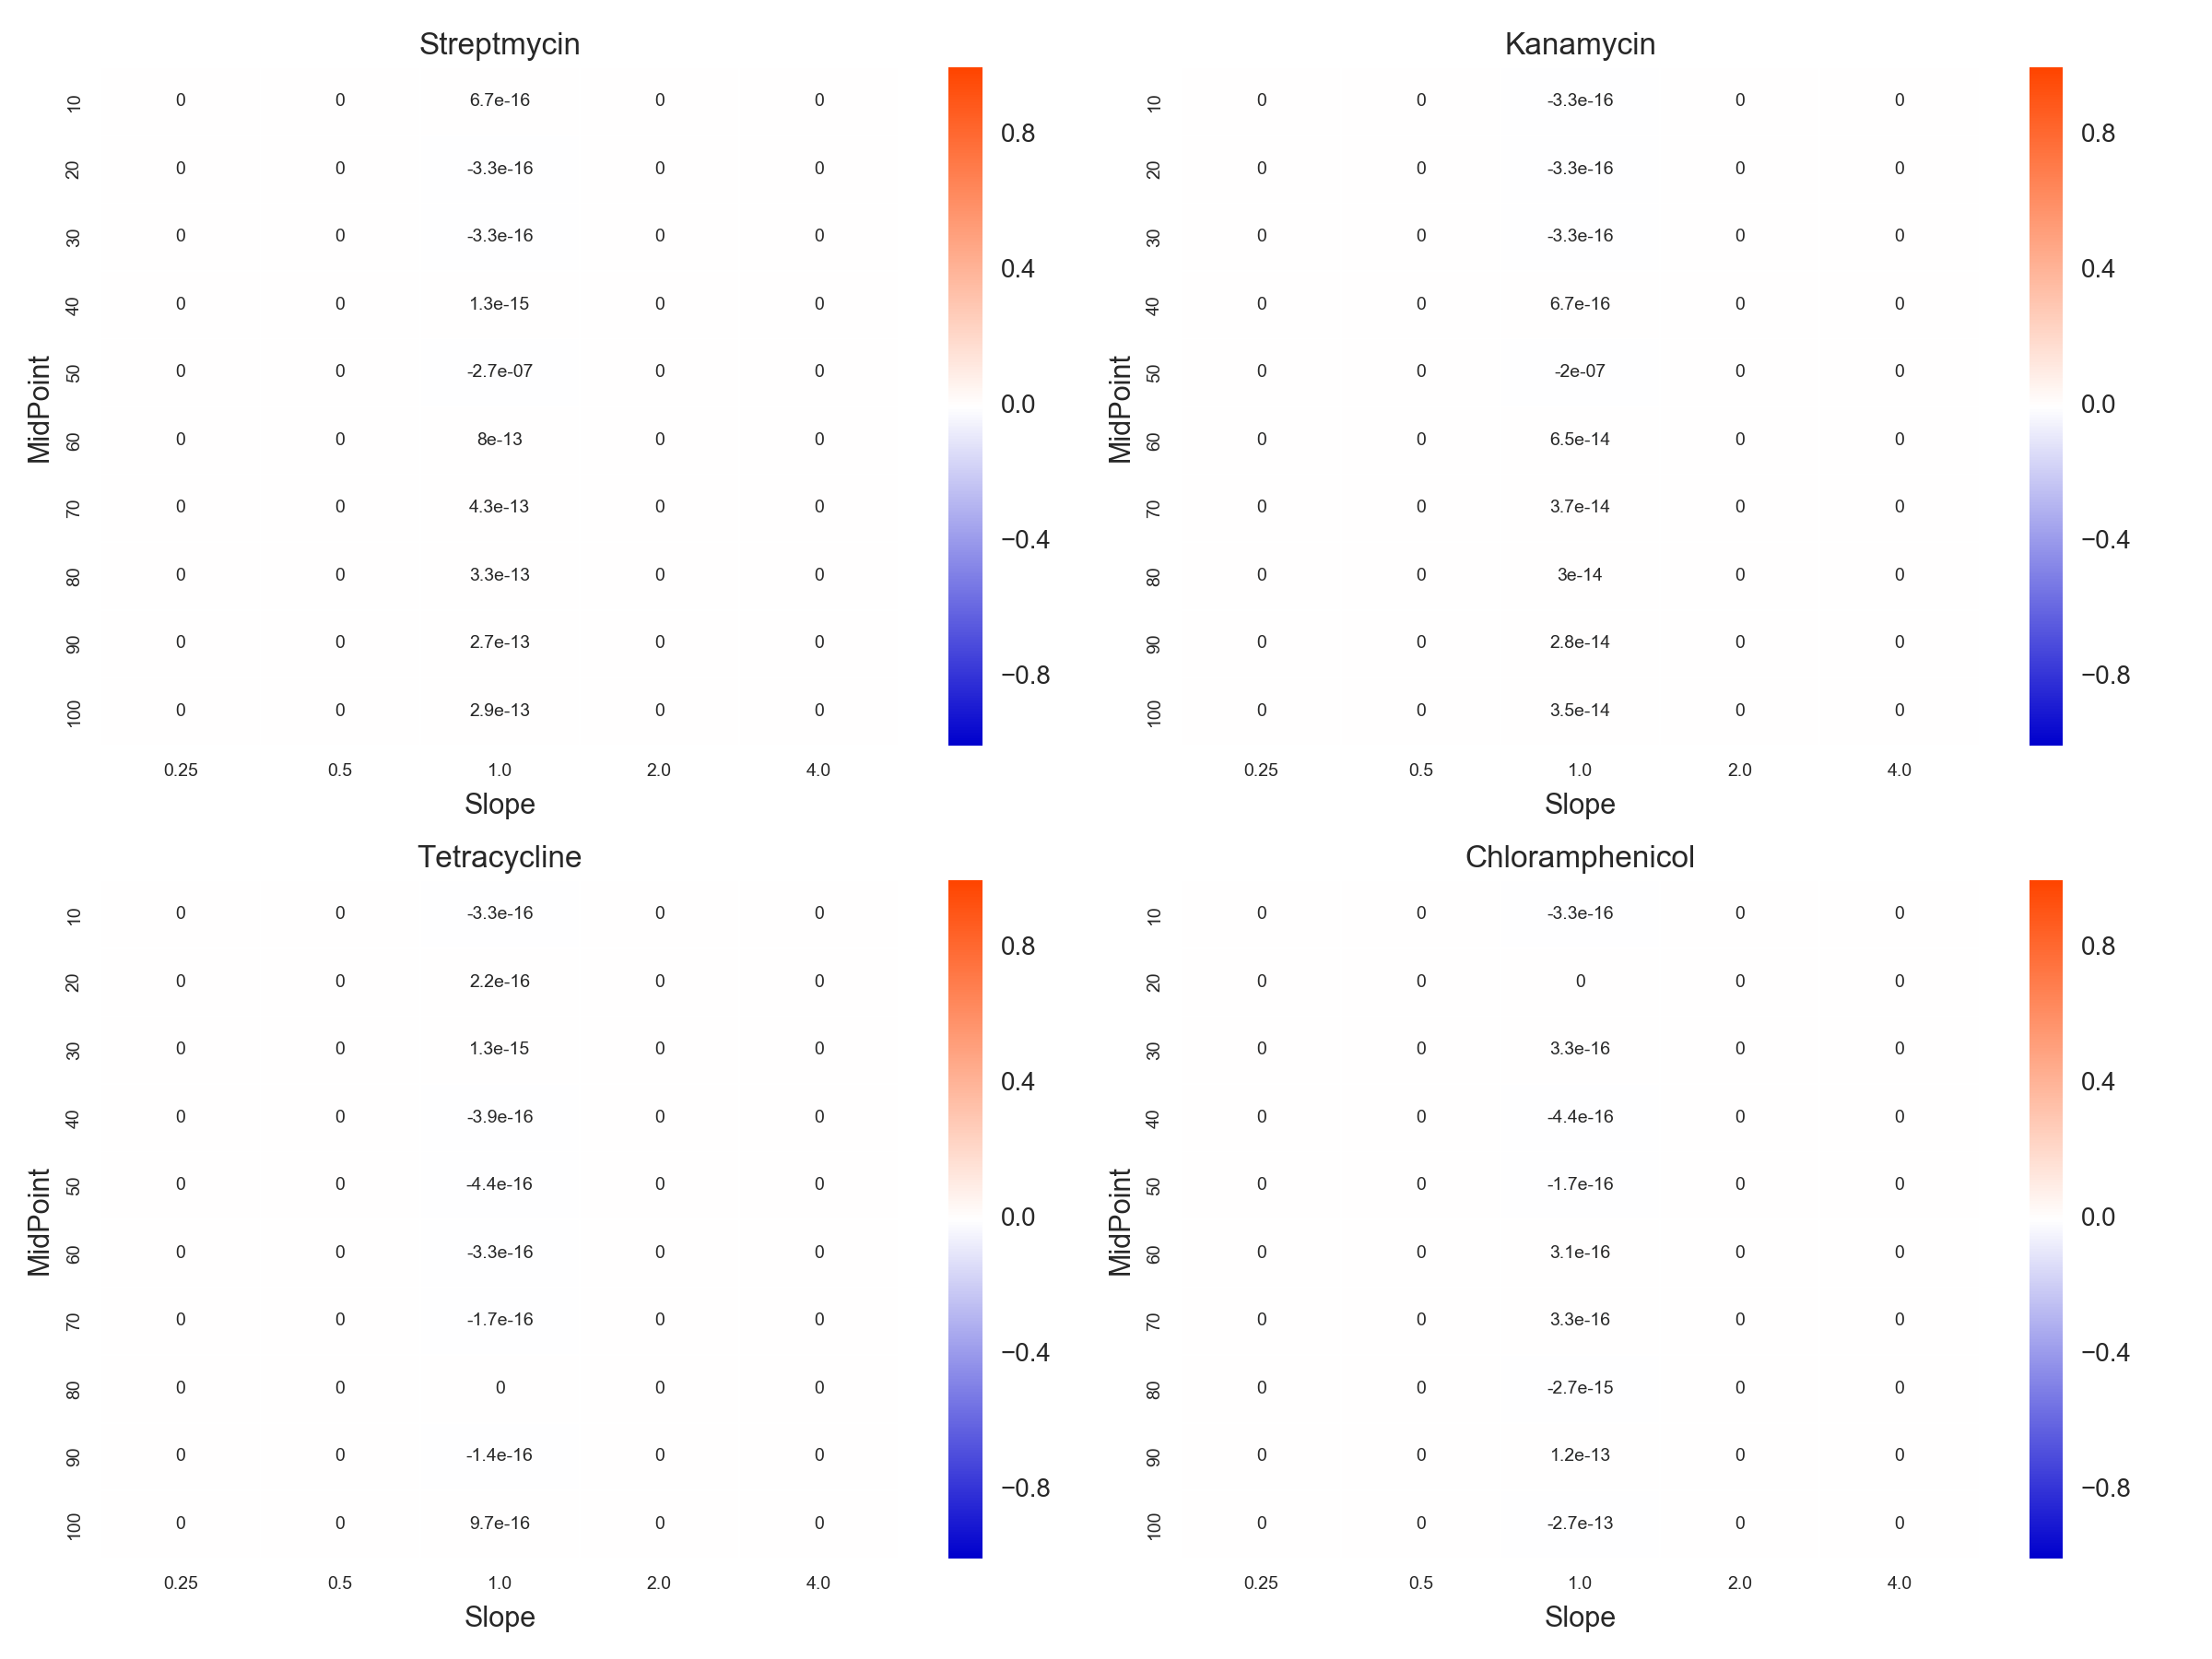 Streptmycin
10 0 0 6.7e-16 0 0
20 0 0 -3.3e-16 0 0
30 0 0 -3.3e-16 0 0
40 0 0 1.3e-15 0 0
50 0 0 -2.7e-07 0 0
60 0 0 8e-13 0 0
70 0 0 4.3e-13 0 0
80 0 0 3.3e-13 0 0
90 0 0 2.7e-13 0 0
100 0 0 2.9e-13 0 0
MidPoint
0.25 0.5 1.0 2.0 4.0
Slope
0.8
0.4
0.0
−0.4
−0.8
Kanamycin
10 0 0 -3.3e-16 0 0
20 0 0 -3.3e-16 0 0
30 0 0 -3.3e-16 0 0
40 0 0 6.7e-16 0 0
50 0 0 -2e-07 0 0
60 0 0 6.5e-14 0 0
70 0 0 3.7e-14 0 0
80 0 0 3e-14 0 0
90 0 0 2.8e-14 0 0
100 0 0 3.5e-14 0 0
MidPoint
0.25 0.5 1.0 2.0 4.0
Slope
0.8
0.4
0.0
−0.4
−0.8
Tetracycline
10 0 0 -3.3e-16 0 0
20 0 0 2.2e-16 0 0
30 0 0 1.3e-15 0 0
40 0 0 -3.9e-16 0 0
50 0 0 -4.4e-16 0 0
60 0 0 -3.3e-16 0 0
70 0 0 -1.7e-16 0 0
80 0 0 0 0 0
90 0 0 -1.4e-16 0 0
100 0 0 9.7e-16 0 0
MidPoint
0.25 0.5 1.0 2.0 4.0
Slope
0.8
0.4
0.0
−0.4
−0.8
Chloramphenicol
10 0 0 -3.3e-16 0 0
20 0 0 0 0 0
30 0 0 3.3e-16 0 0
40 0 0 -4.4e-16 0 0
50 0 0 -1.7e-16 0 0
60 0 0 3.1e-16 0 0
70 0 0 3.3e-16 0 0
80 0 0 -2.7e-15 0 0
90 0 0 1.2e-13 0 0
100 0 0 -2.7e-13 0 0
MidPoint
0.25 0.5 1.0 2.0 4.0
Slope
0.8
0.4
0.0
−0.4
−0.8